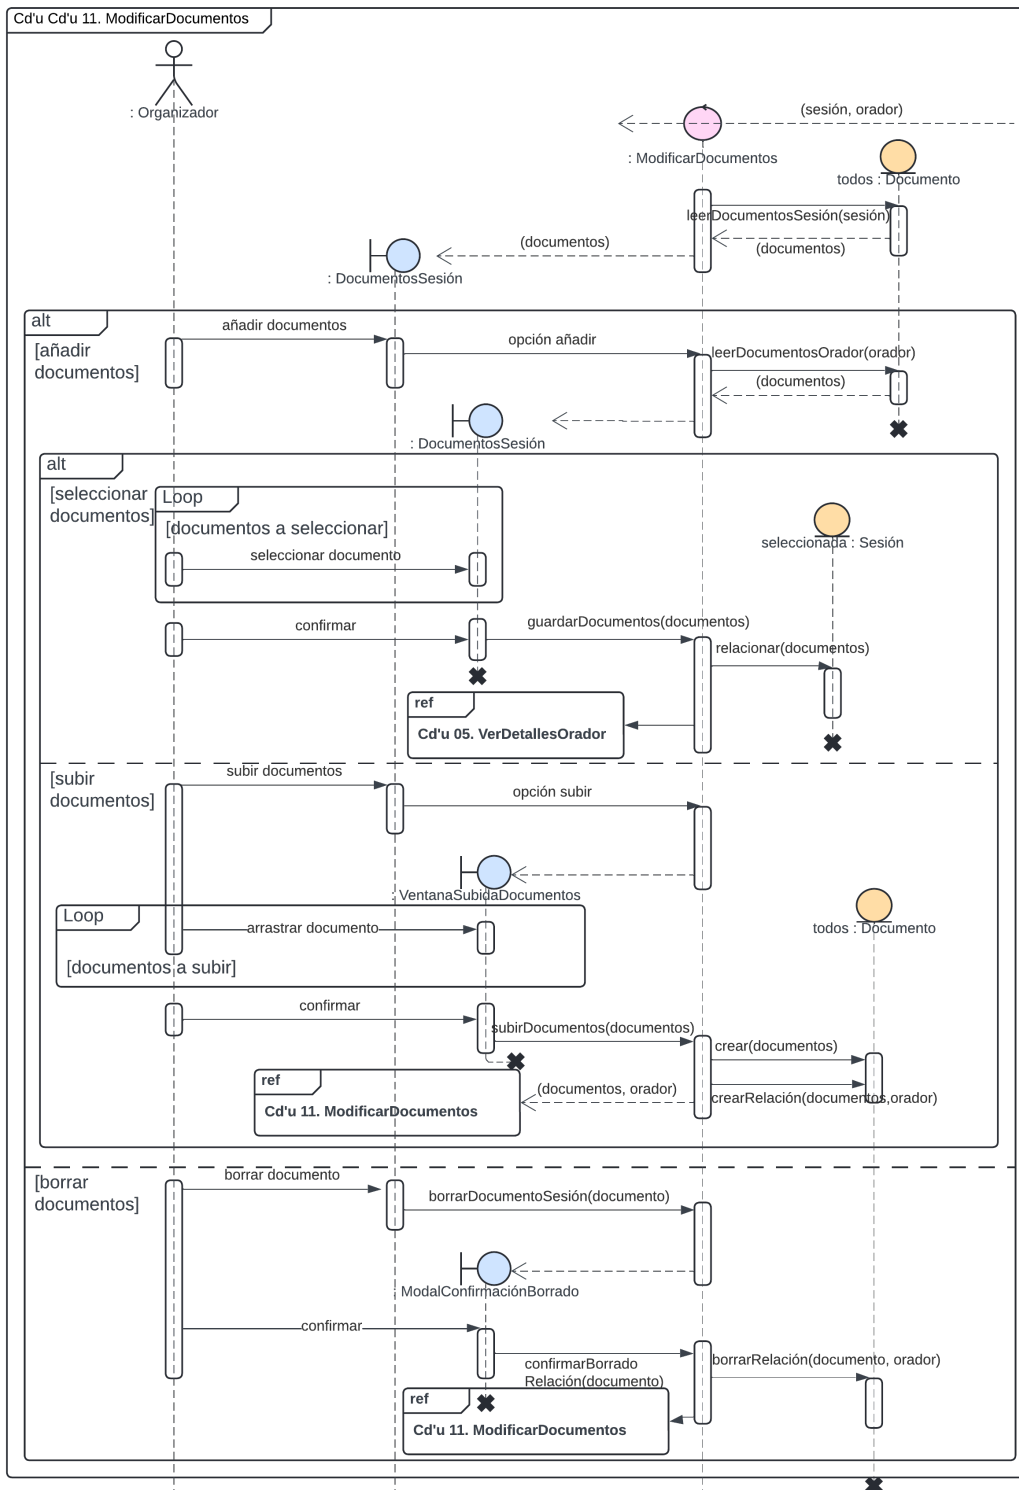 Cd'u Cd'u 11. ModificarDocumentos
: Organizador
(sesión, orador)
: ModificarDocumentos
todos : Documento
leerDocumentosSesión(sesión)
(documentos)
(documentos)
: DocumentosSesión
alt
[añadir
documentos]
añadir documentos
opción añadir
leerDocumentosOrador(orador)
(documentos)
: DocumentosSesión
alt
[seleccionar
documentos]
Loop
[documentos a seleccionar]
seleccionada : Sesión
seleccionar documento
confirmar
guardarDocumentos(documentos)
relacionar(documentos)
ref
Cd'u 05. VerDetallesOrador
[subir
documentos]
subir documentos
opción subir
: VentanaSubidaDocumentos
Loop
arrastrar documento
todos : Documento
[documentos a subir]
confirmar
subirDocumentos(documentos)
crear(documentos)
ref
(documentos, orador)
crearRelación(documentos,orador)
Cd'u 11. ModificarDocumentos
[borrar
documentos]
borrar documento
borrarDocumentoSesión(documento)
: ModalConfirmaciónBorrado
confirmar
confirmarBorrado
Relación(documento)
borrarRelación(documento, orador)
ref
Cd'u 11. ModificarDocumentos